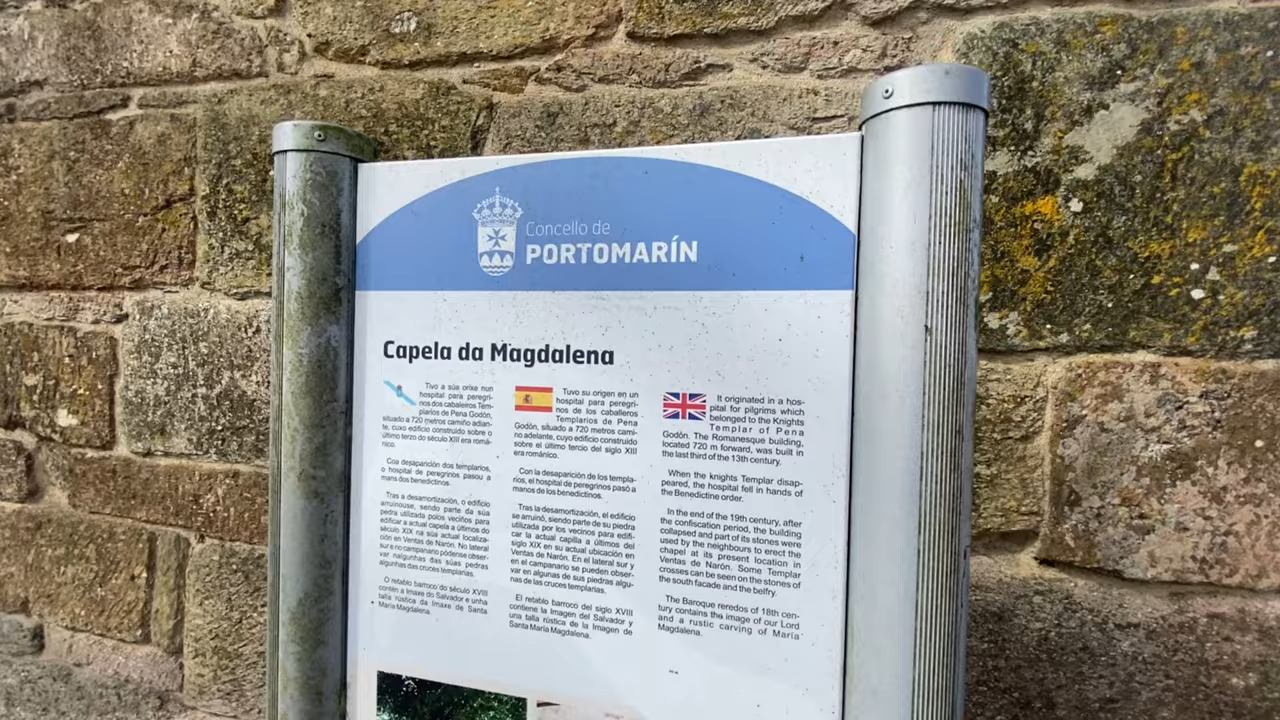 Concello de
PORTOMARÍN
Capela da Magdalena
Tivo a súa orixe nun
hospital para peregri-
nos dos cabaleiros Tem-
plarios de Pena Godón,
situado a 720 metros camiño adian-
te, cuxo edificio construído sobre o
último terzo do século XIII era romá-
nico.
Coa desaparición dos templarios,
o hospital de peregrinos pasou a
mans dos benedictinos.
Tras a desamortización, o edificio
arruinouse, sendo parte da súa
pedra utilizada polos veciños para
edificar a actual capela a últimos do
século XIX na súa actual localiza-
ción en Ventas de Narón. No lateral
sur e no campanario pódense obser-
var nalgunhas das súas pedras
algunhas das cruces templarias.
O retablo barroco do século XVIII
contén a Imaxe do Salvador e unha
talla rústica da Imaxe de Santa
María Magdalena.
Tuvo su origen en un
hospital para peregri-
nos de los caballeros
Templarios de Pena
Godón, situado a 720 metros cami-
no adelante, cuyo edificio construido
sobre el último tercio del siglo XIII
era románico.
Con la desaparición de los templa-
rios, el hospital de peregrinos pasó a
manos de los benedictinos.
Tras la desamortización, el edificio
se arruinó, siendo parte de su piedra
utilizada por los vecinos para edifi-
car la actual capilla a últimos del
siglo XIX en su actual ubicación en
Ventas de Narón. En el lateral sur y
en el campanario se pueden obser-
var en algunas de sus piedras algu-
nas de las cruces templarias.
El retablo barroco del siglo XVIII
contiene la Imagen del Salvador y
una talla rústica de la Imagen de
Santa María Magdalena.
It originated in a hos-
pital for pilgrims which
belonged to the Knights
Templar of Pena
Godón. The Romanesque building,
located 720 m forward, was built in
the last third of the 13th century.
When the knights Templar disap-
peared, the hospital fell in hands of
the Benedictine order.
In the end of the 19th century, after
the confiscation period, the building
collapsed and part of its stones were
used by the neighbours to erect the
chapel at its present location in
Ventas de Narón. Some Templar
crosses can be seen on the stones of
the south facade and the belfry.
The Baroque reredos of 18th cen-
tury contains the image of our Lord
and a rustic carving of María
Magdalena.